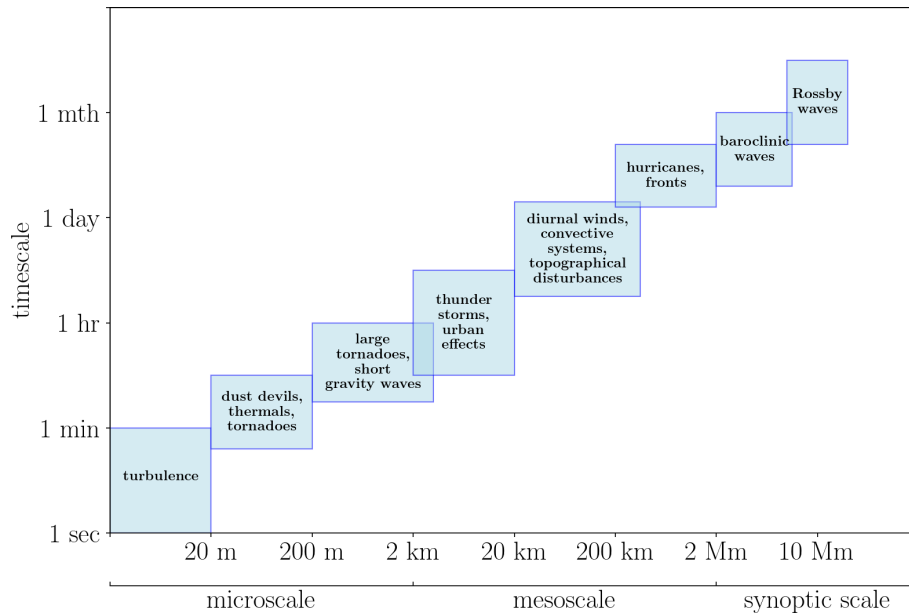 1 mth
1 day
1 hr
1 min
1 sec
timescale
Rossby
waves
baroclinic
waves
hurricanes,
fronts
diurnal winds,
convective
systems,
topographical
disturbances
thunder
storms,
urban
effects
large
tornadoes,
short
gravity waves
dust devils,
thermals,
tornadoes
turbulence
20 m
200 m
2 km
20 km
200 km
2 Mm
10 Mm
microscale
mesoscale
synoptic scale